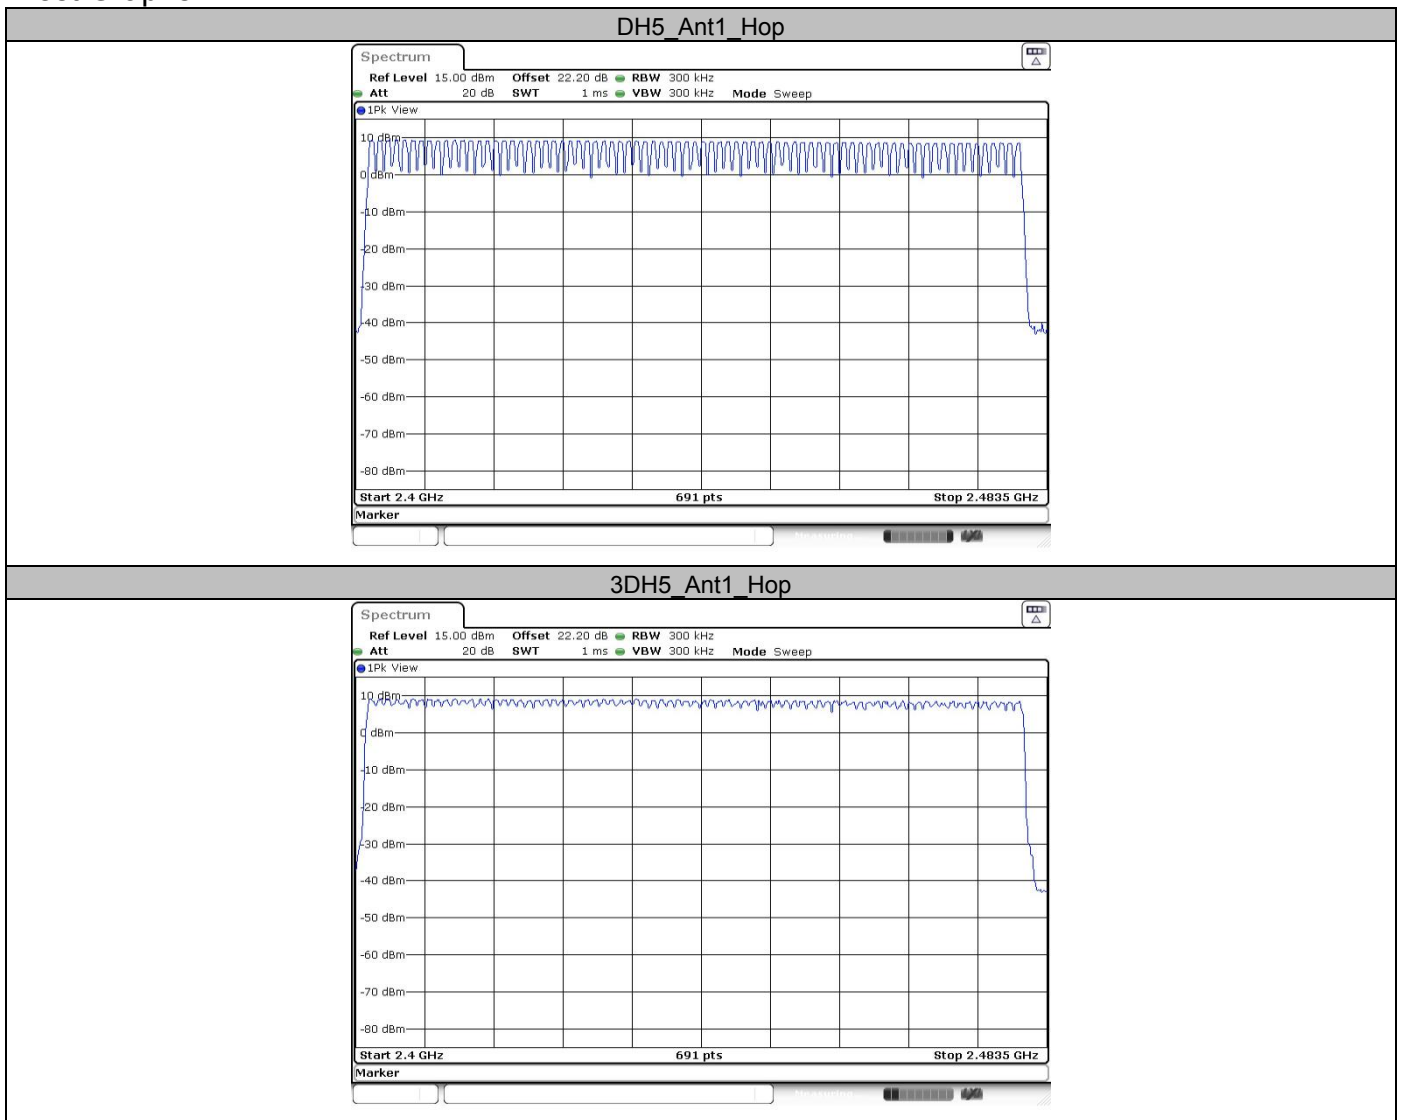 DH5_Ant1_Hop
Spectrum
Ref Level 15.00 dBm Offset 22.20 dB RBW 300 kHz
Att 20 dB SWT 1 ms VBW 300 kHz Mode Sweep
1Pk View
10 dBm
0 dBm
-10 dBm
-20 dBm
-30 dBm
-40 dBm
-50 dBm
-60 dBm
-70 dBm
-80 dBm
Start 2.4 GHz 691 pts Stop 2.4835 GHz
Marker
Measuring
3DH5_Ant1_Hop
Spectrum
Ref Level 15.00 dBm Offset 22.20 dB RBW 300 kHz
Att 20 dB SWT 1 ms VBW 300 kHz Mode Sweep
1Pk View
10 dBm
0 dBm
-10 dBm
-20 dBm
-30 dBm
-40 dBm
-50 dBm
-60 dBm
-70 dBm
-80 dBm
Start 2.4 GHz 691 pts Stop 2.4835 GHz
Marker
Measuring